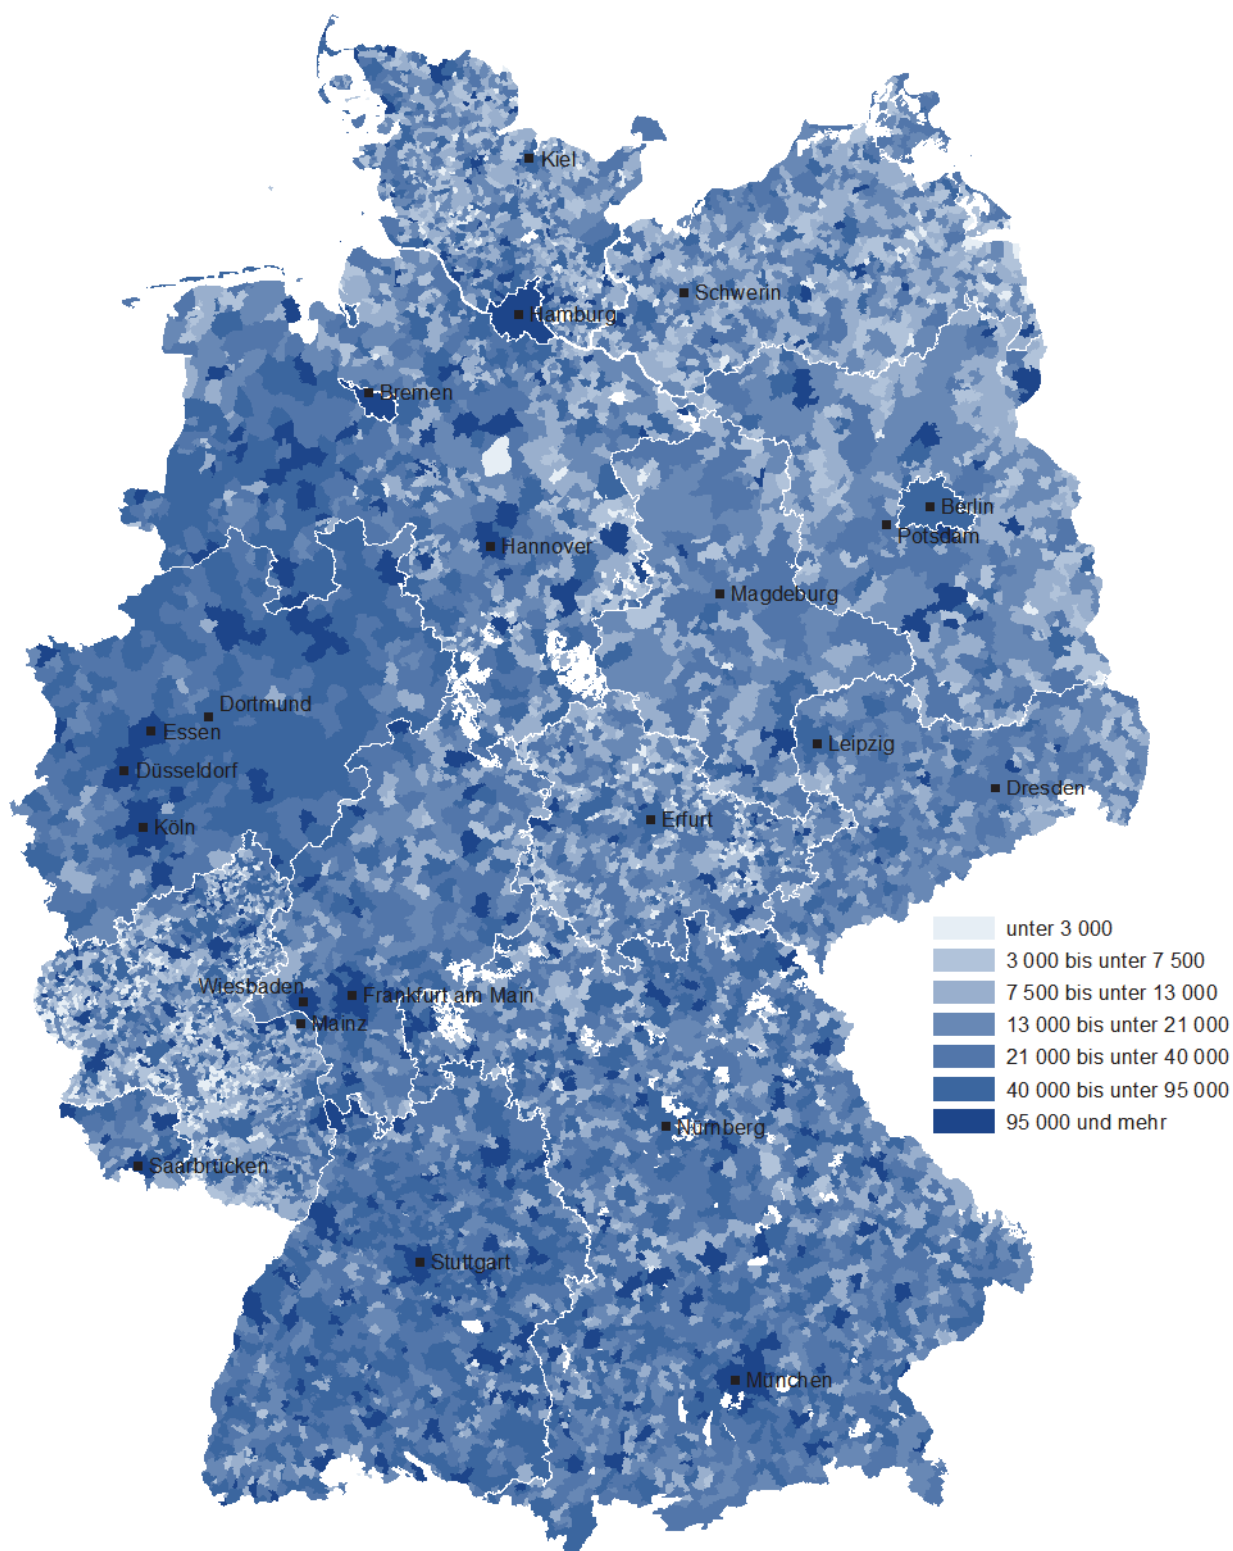 Kiel
Schwerin
Hamburg
Bremen
Berlin
Potsdam
Hannover
Magdeburg
Dortmund
Essen
Düsseldorf
Leipzig
Dresden
Köln
Erfurt
unter 3 000
3 000 bis unter 7 500
7 500 bis unter 13 000
13 000 bis unter 21 000
21 000 bis unter 40 000
40 000 bis unter 95 000
95 000 und mehr
Wiesbaden
Frankfurt am Main
Mainz
Nürnberg
Saarbrücken
Stuttgart
München